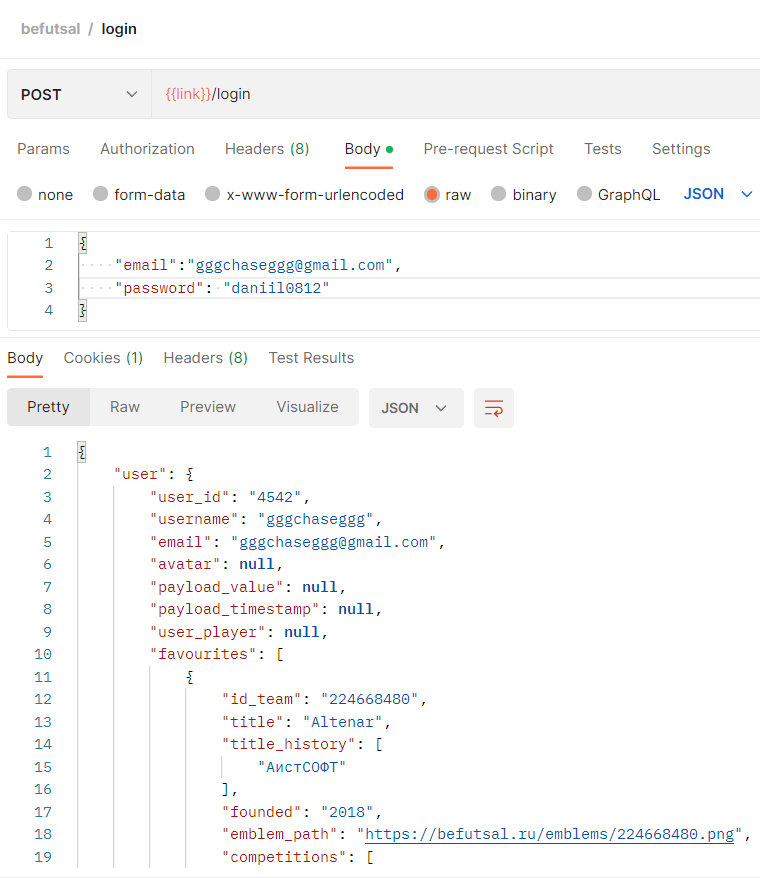 befutsal / login
POST {{link}}/login
Params Authorization Headers (8) Body Pre-request Script Tests Settings
none form-data x-www-form-urlencoded raw binary GraphQL JSON
1 {
2 ····"email":"gggchaseggg@gmail.com",
3 ····"password":·"daniil0812"
4 }
Body Cookies (1) Headers (8) Test Results
Pretty Raw Preview Visualize JSON
1 {
2 "user": {
3 "user_id": "4542",
4 "username": "gggchaseggg",
5 "email": "gggchaseggg@gmail.com",
6 "avatar": null,
7 "payload_value": null,
8 "payload_timestamp": null,
9 "user_player": null,
10 "favourites": [
11 {
12 "id_team": "224668480",
13 "title": "Altenar",
14 "title_history": [
15 "АистСОФТ"
16 ],
17 "founded": "2018",
18 "emblem_path": "https://befutsal.ru/emblems/224668480.png",
19 "competitions": [